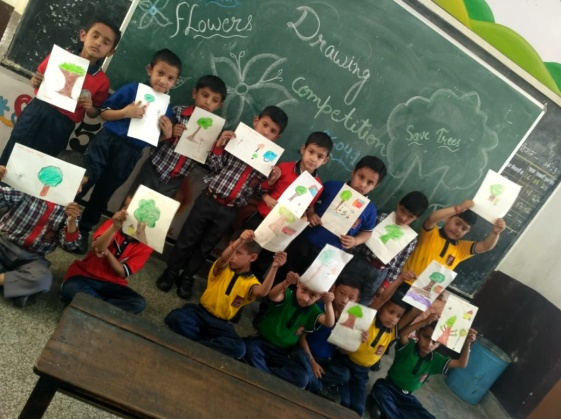 FLOWERS
Drawing
Competition
Save Trees